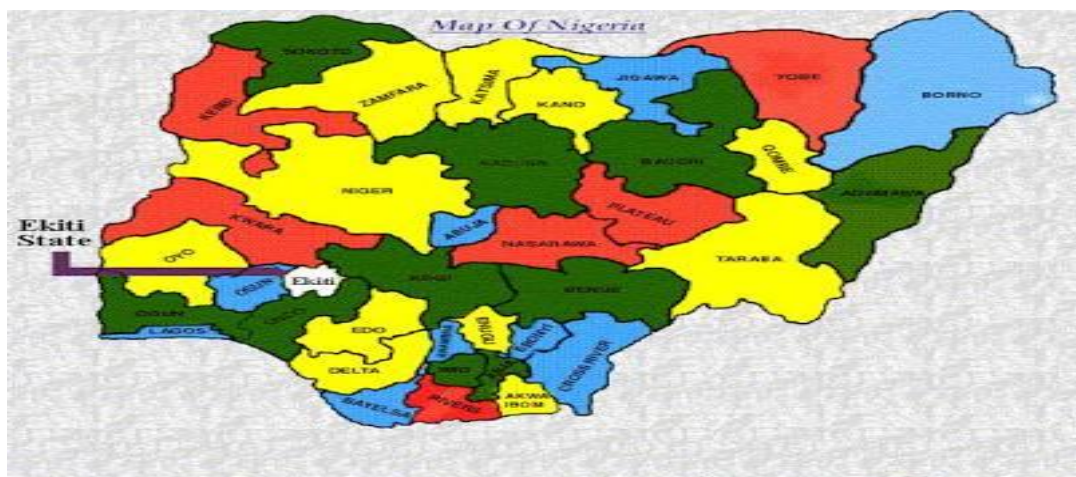 Map Of Nigeria
SOKOTO
KEBBI
ZAMFARA
KATSINA
KANO
JIGAWA
YOBE
BORNO
KADUNA
BAUCHI
GOMBE
ADAMAWA
NIGER
PLATEAU
ABUJA
NASARAWA
TARABA
KWARA
Ekiti
State
OYO
OSUN
Ekiti
KOGI
BENUE
OGUN
ONDO
LAGOS
EDO
ENUGU
EBONYI
CROSS RIVER
DELTA
IMO
BAYELSA
RIVERS
AKWA
IBOM